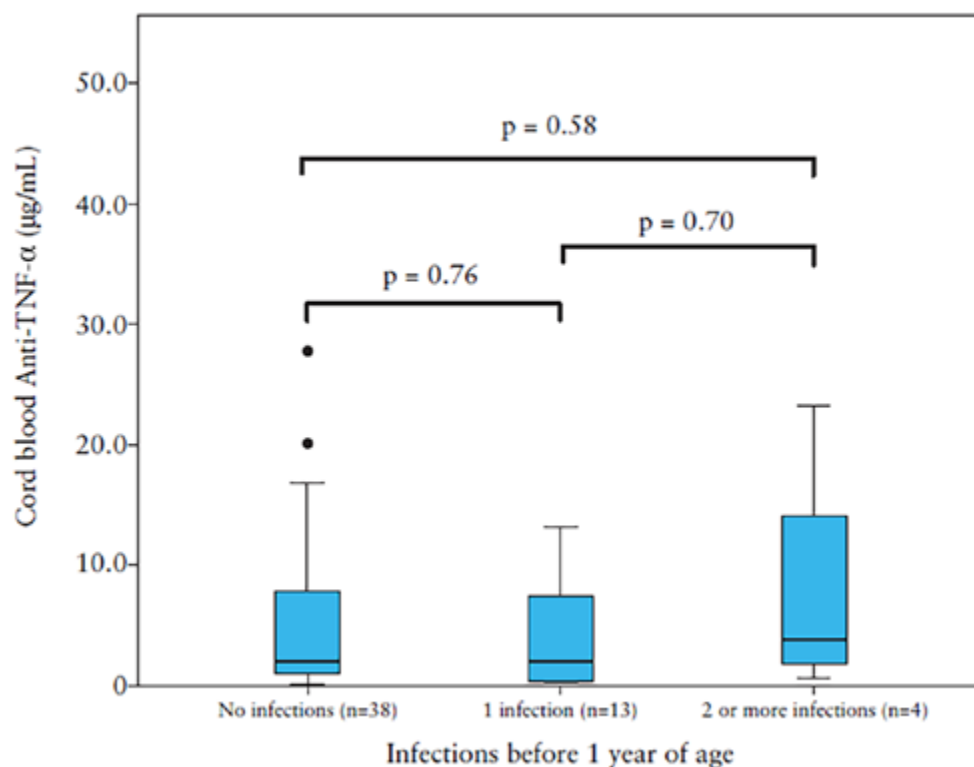 Cord blood Anti-TNF-α (µg/mL)
50.0
40.0
30.0
20.0
10.0
0
p = 0.58
p = 0.70
p = 0.76
No infections (n=38)
1 infection (n=13)
2 or more infections (n=4)
Infections before 1 year of age